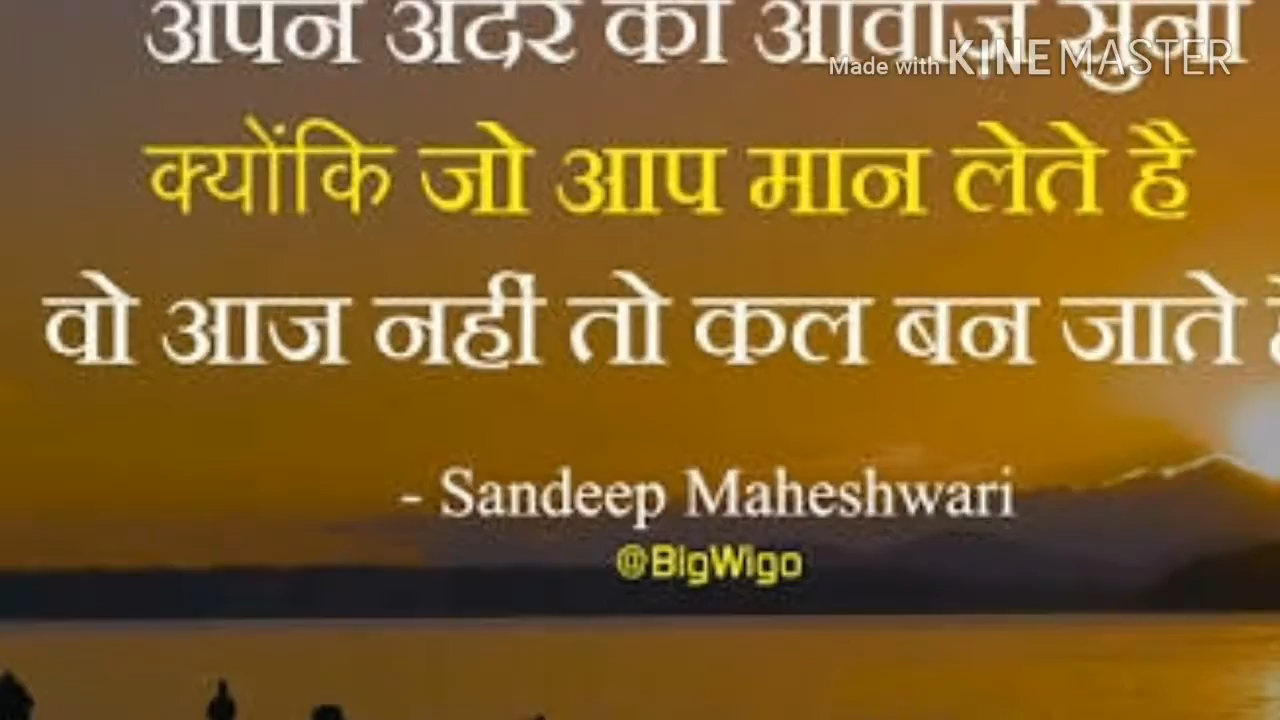 अपने अंदर की आवाज़ सुनो
Made with KINEMASTER
क्योंकि जो आप मान लेते हैं
वो आज नहीं तो कल बन जाते
- Sandeep Maheshwari
@BigWigo